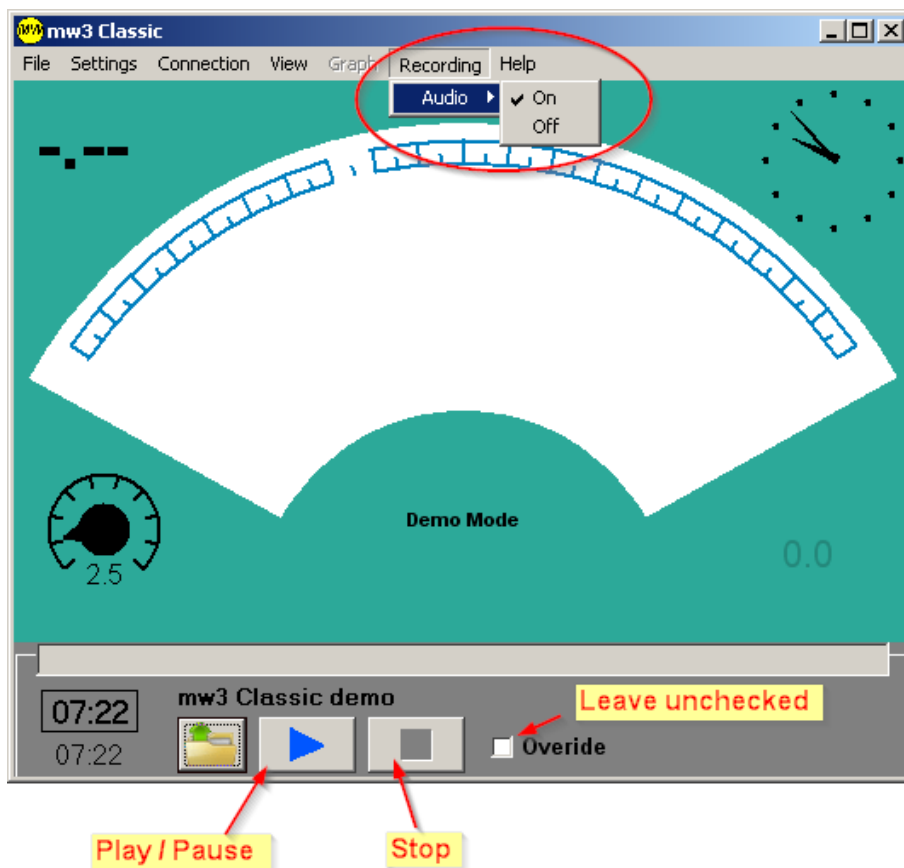 mw3 Classic
File Settings Connection View Graph Recording Help
Audio On
Off
-.--
Demo Mode
2.5
0.0
mw3 Classic demo
Leave unchecked
07:22
07:22
Overide
Play / Pause
Stop